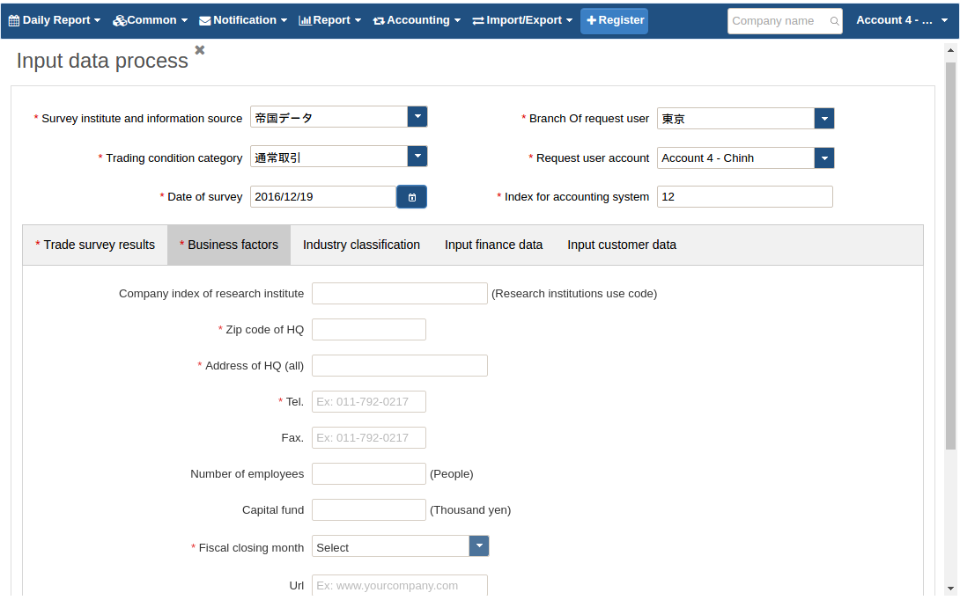 Daily Report Common Notification Report Accounting Import/Export + Register Company name Account 4 - ...
Input data process ×
* Survey institute and information source 帝国データ * Branch Of request user 東京
* Trading condition category 通常取引 * Request user account Account 4 - Chinh
* Date of survey 2016/12/19 * Index for accounting system 12
* Trade survey results * Business factors Industry classification Input finance data Input customer data
Company index of research institute (Research institutions use code)
* Zip code of HQ
* Address of HQ (all)
* Tel. Ex: 011-792-0217
Fax. Ex: 011-792-0217
Number of employees (People)
Capital fund (Thousand yen)
* Fiscal closing month Select
Url Ex: www.yourcompany.com